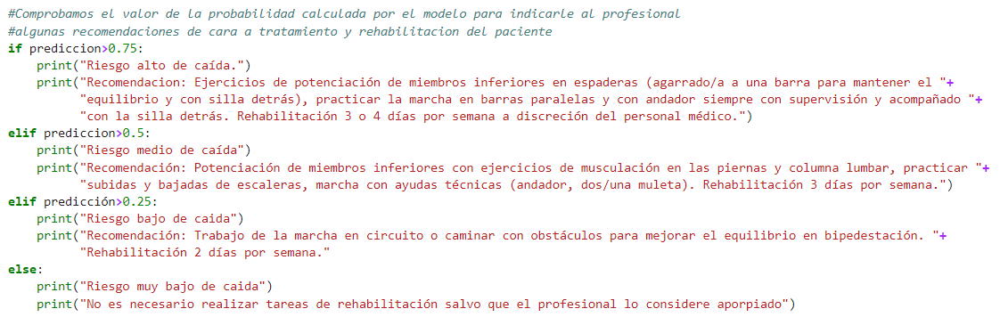 #Comprobamos el valor de la probabilidad calculada por el modelo para indicarle al profesional
#algunas recomendaciones de cara a tratamiento y rehabilitacion del paciente
if prediccion>0.75:
    print("Riesgo alto de caída.")
    print("Recomendacion: Ejercicios de potenciación de miembros inferiores en espaderas (agarrado/a a una barra para mantener el "+
          "equilibrio y con silla detrás), practicar la marcha en barras paralelas y con andador siempre con supervisión y acompañado "+
          "con la silla detrás. Rehabilitación 3 o 4 días por semana a discreción del personal médico.")
elif prediccion>0.5:
    print("Riesgo medio de caída")
    print("Recomendación: Potenciación de miembros inferiores con ejercicios de musculación en las piernas y columna lumbar, practicar "+
          "subidas y bajadas de escaleras, marcha con ayudas técnicas (andador, dos/una muleta). Rehabilitación 3 días por semana.")
elif predicción>0.25:
    print("Riesgo bajo de caida")
    print("Recomendación: Trabajo de la marcha en circuito o caminar con obstáculos para mejorar el equilibrio en bipedestación. "+
          "Rehabilitación 2 días por semana."
else:
    print("Riesgo muy bajo de caida")
    print("No es necesario realizar tareas de rehabilitación salvo que el profesional lo considere aporpiado")